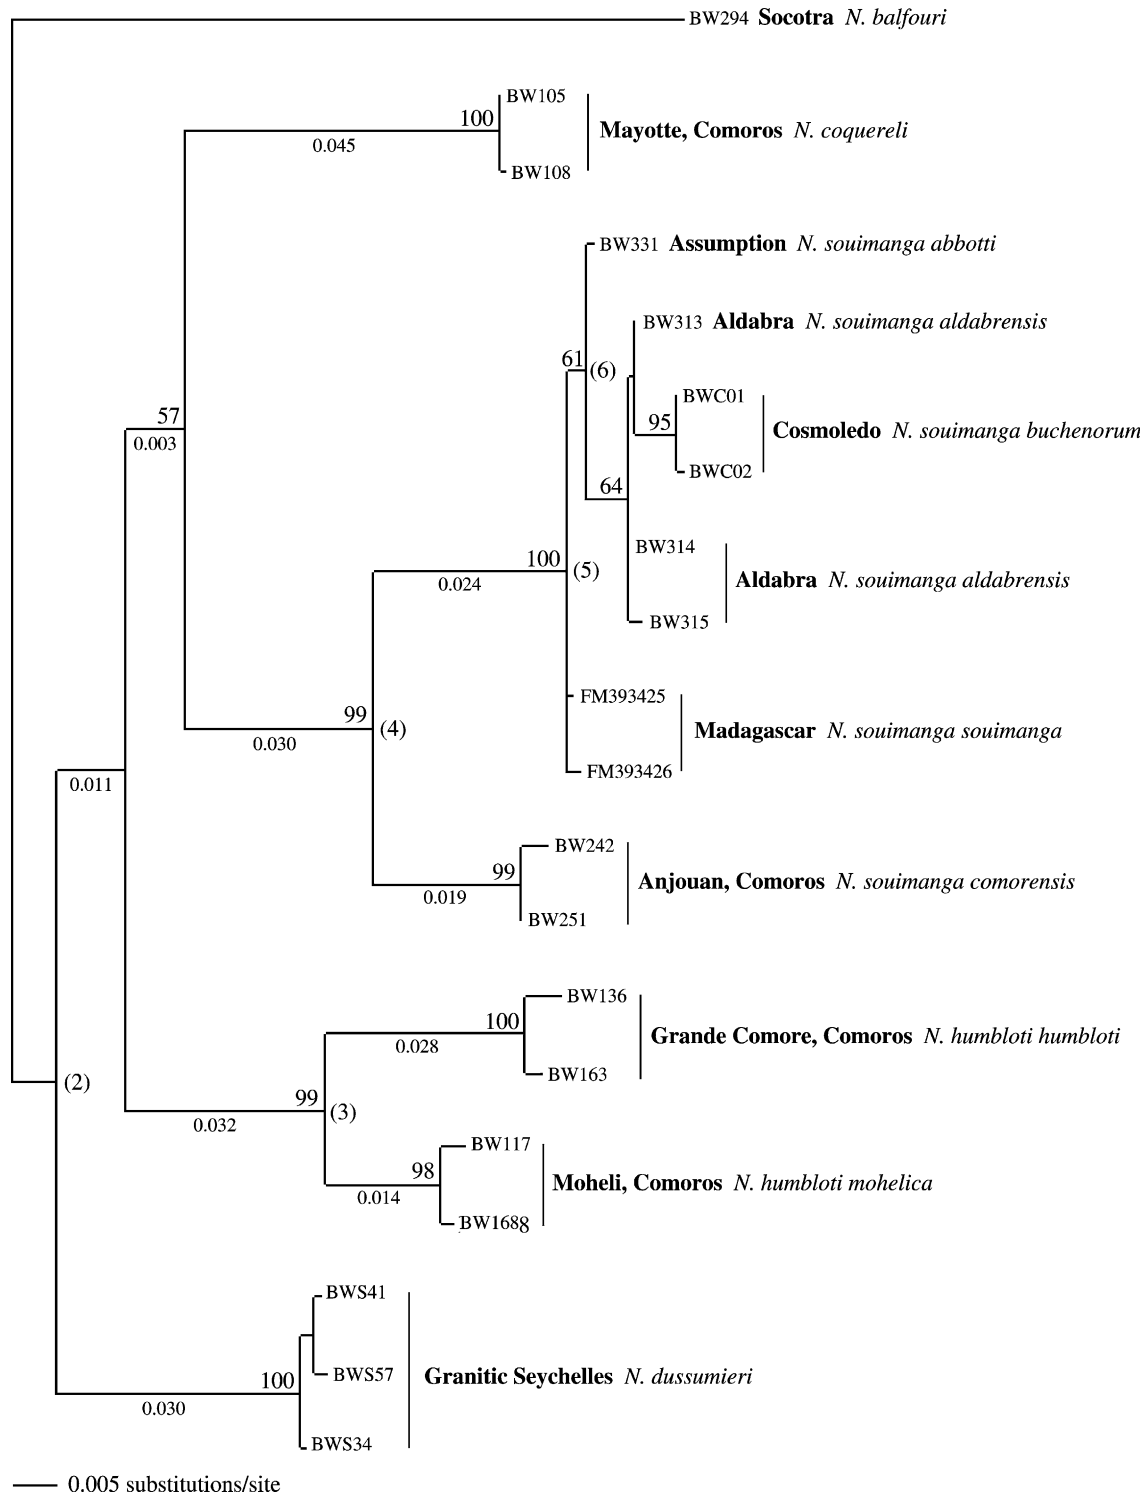 BW294 Socotra N. balfouri
BW105
100
Mayotte, Comoros N. coquereli
0.045
BW108
BW331 Assumption N. souimanga abbotti
BW313 Aldabra N. souimanga aldabrensis
61
(6)
BWC01
57
95
Cosmoledo N. souimanga buchenorum
0.003
BWC02
64
BW314
100
(5)
0.024
Aldabra N. souimanga aldabrensis
BW315
FM393425
99
(4)
Madagascar N. souimanga souimanga
0.030
FM393426
0.011
BW242
99
Anjouan, Comoros N. souimanga comorensis
0.019
BW251
BW136
100
Grande Comore, Comoros N. humbloti humbloti
0.028
BW163
(2)
99
(3)
0.032
BW117
98
Moheli, Comoros N. humbloti mohelica
0.014
BW1688
BWS41
BWS57
100
Granitic Seychelles N. dussumieri
0.030
BWS34
0.005 substitutions/site